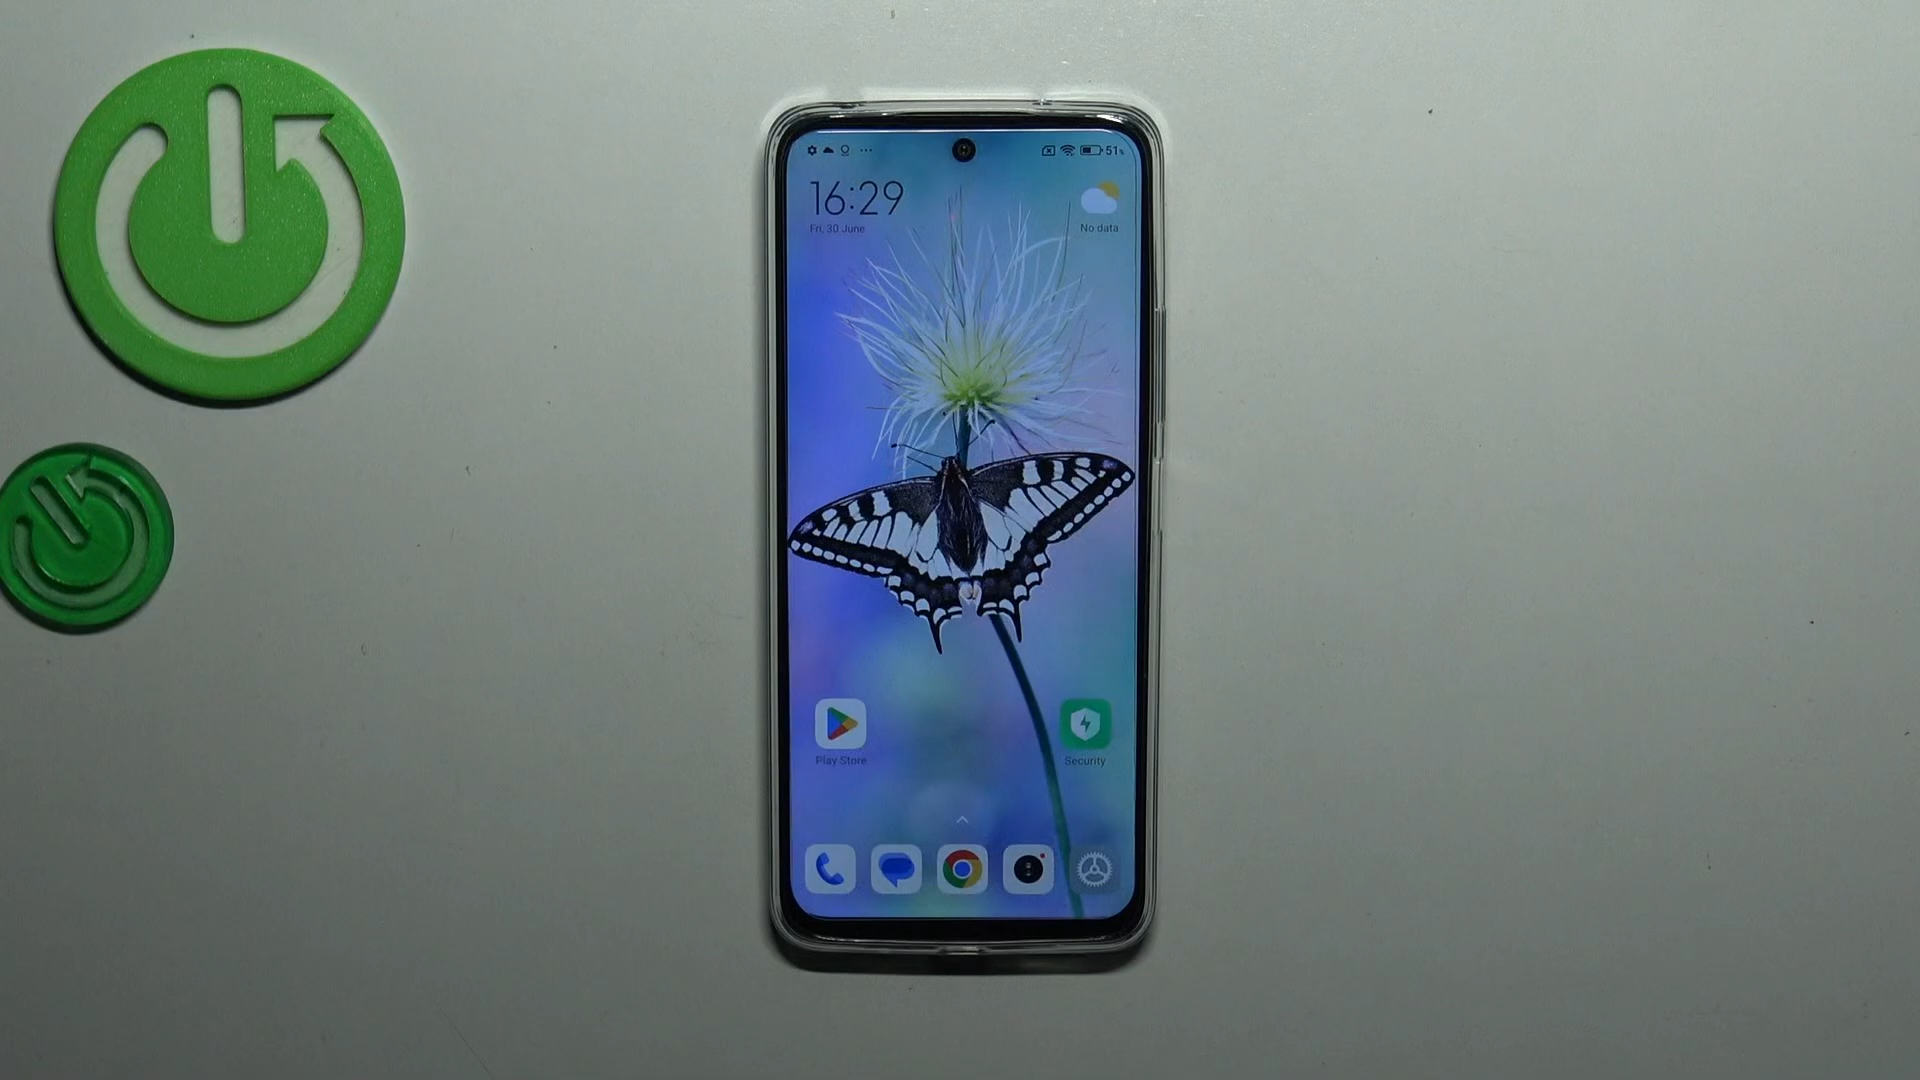 51%
16:29
Fri, 30 June
No data
Play Store
Security